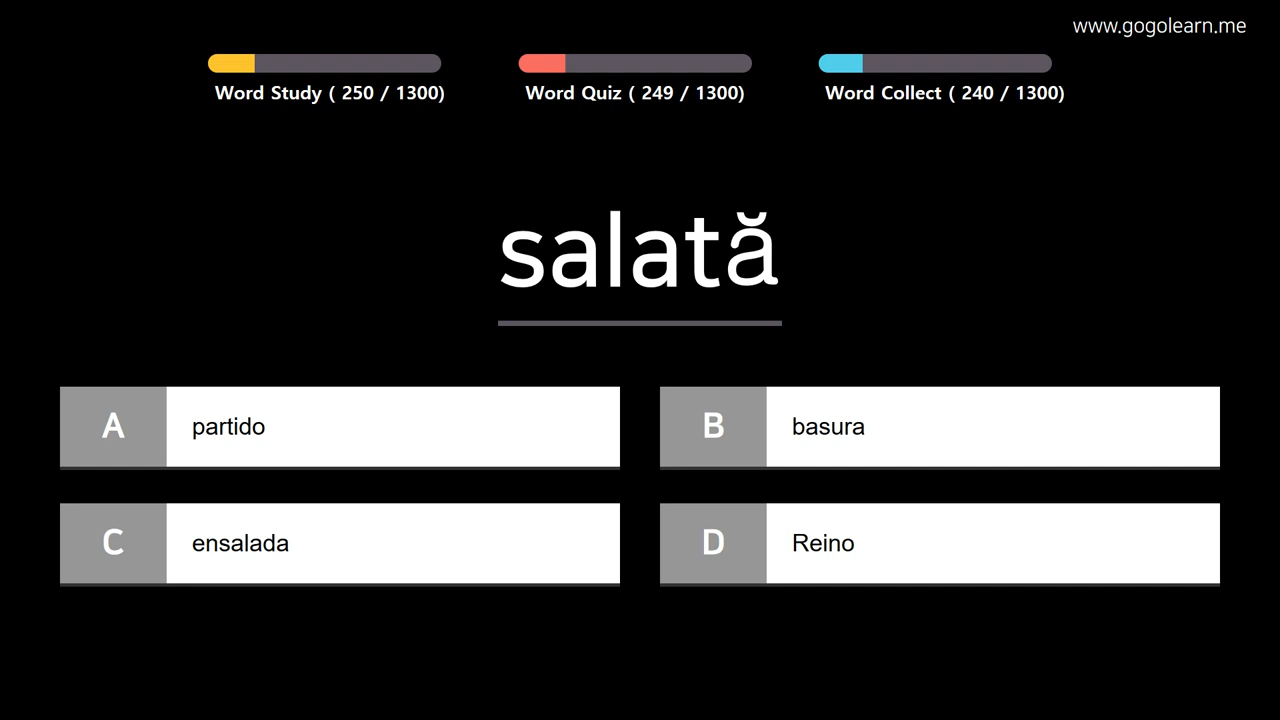 www.gogolearn.me
Word Study ( 250 / 1300)
Word Quiz ( 249 / 1300)
Word Collect ( 240 / 1300)
salată
A
partido
B
basura
C
ensalada
D
Reino